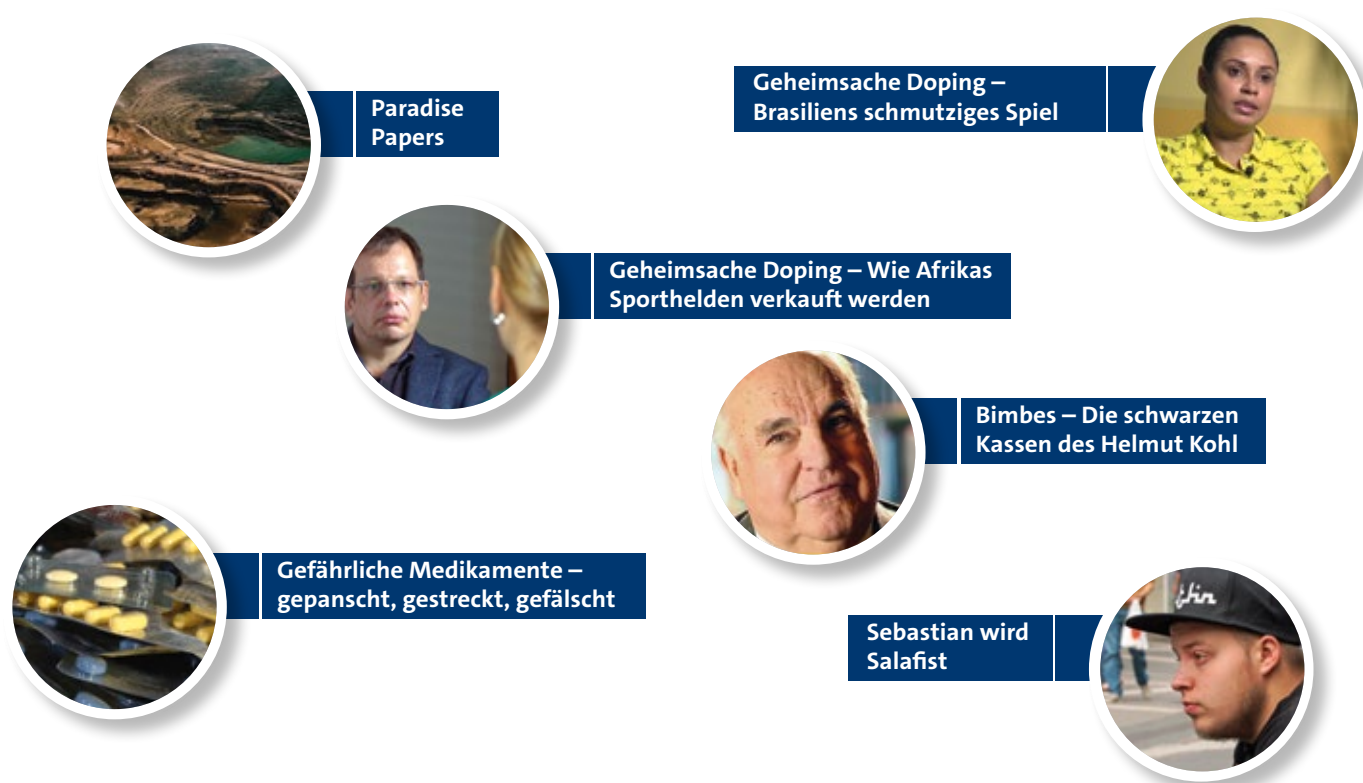 Paradise
Papers
Geheimsache Doping –
Brasiliens schmutziges Spiel
Geheimsache Doping – Wie Afrikas
Sporthelden verkauft werden
Bimbes – Die schwarzen
Kassen des Helmut Kohl
Gefährliche Medikamente –
gepanscht, gestreckt, gefälscht
Sebastian wird
Salafist